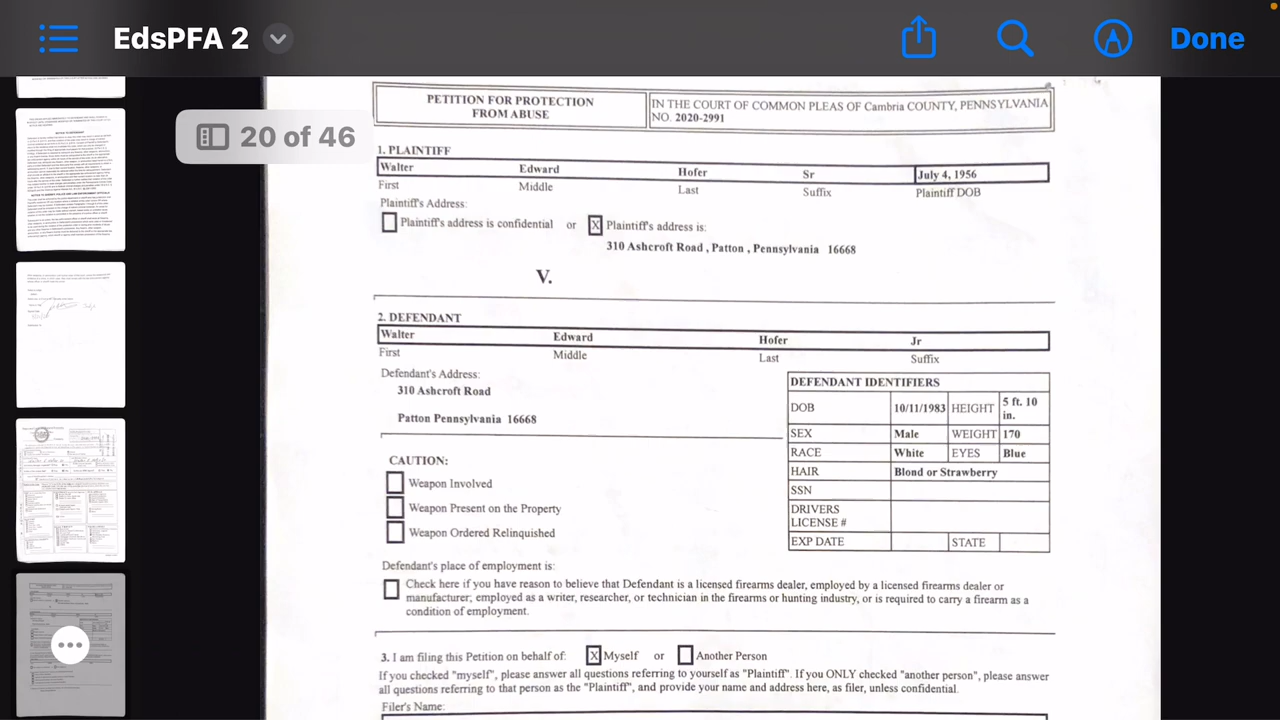 EdsPFA 2
Done
20 of 46
PETITION FOR PROTECTION
FROM ABUSE
IN THE COURT OF COMMON PLEAS OF Cambria COUNTY, PENNSYLVANIA
NO. 2020-2991
1. PLAINTIFF
Walter Edward Hofer July 4, 1956
First Middle Last Suffix Plaintiff's DOB
Plaintiff's Address:
Plaintiff's address is confidential or X Plaintiff's address is:
310 Ashcroft Road , Patton , Pennsylvania 16668
V.
2. DEFENDANT
Walter Edward Hofer Jr
First Middle Last Suffix
Defendant's Address:
310 Ashcroft Road
Patton Pennsylvania 16668
DEFENDANT IDENTIFIERS
DOB 10/11/1983 HEIGHT 5 ft. 10 in.
SEX Male WEIGHT 170
RACE White EYES Blue
HAIR Blond or Strawberry
DRIVERS
LICENSE #
EXP DATE STATE
CAUTION:
Weapon Involved
Weapon Present on the Property
Weapon Ordered Relinquished
Defendant's place of employment is:
Check here if you have reason to believe that Defendant is a licensed firearms dealer, employed by a licensed firearms dealer or
manufacturer; employed as a writer, researcher, or technician in the firearms or hunting industry, or is required to carry a firearm as a
condition of employment.
3. I am filing this petition on behalf of: X Myself or Another Person
If you checked "myself", please answer all questions referring to yourself as "Plaintiff". If you ONLY checked "another person", please answer
all questions referring to that person as the "Plaintiff", and provide your name and address here, as filer, unless confidential.
Filer's Name: